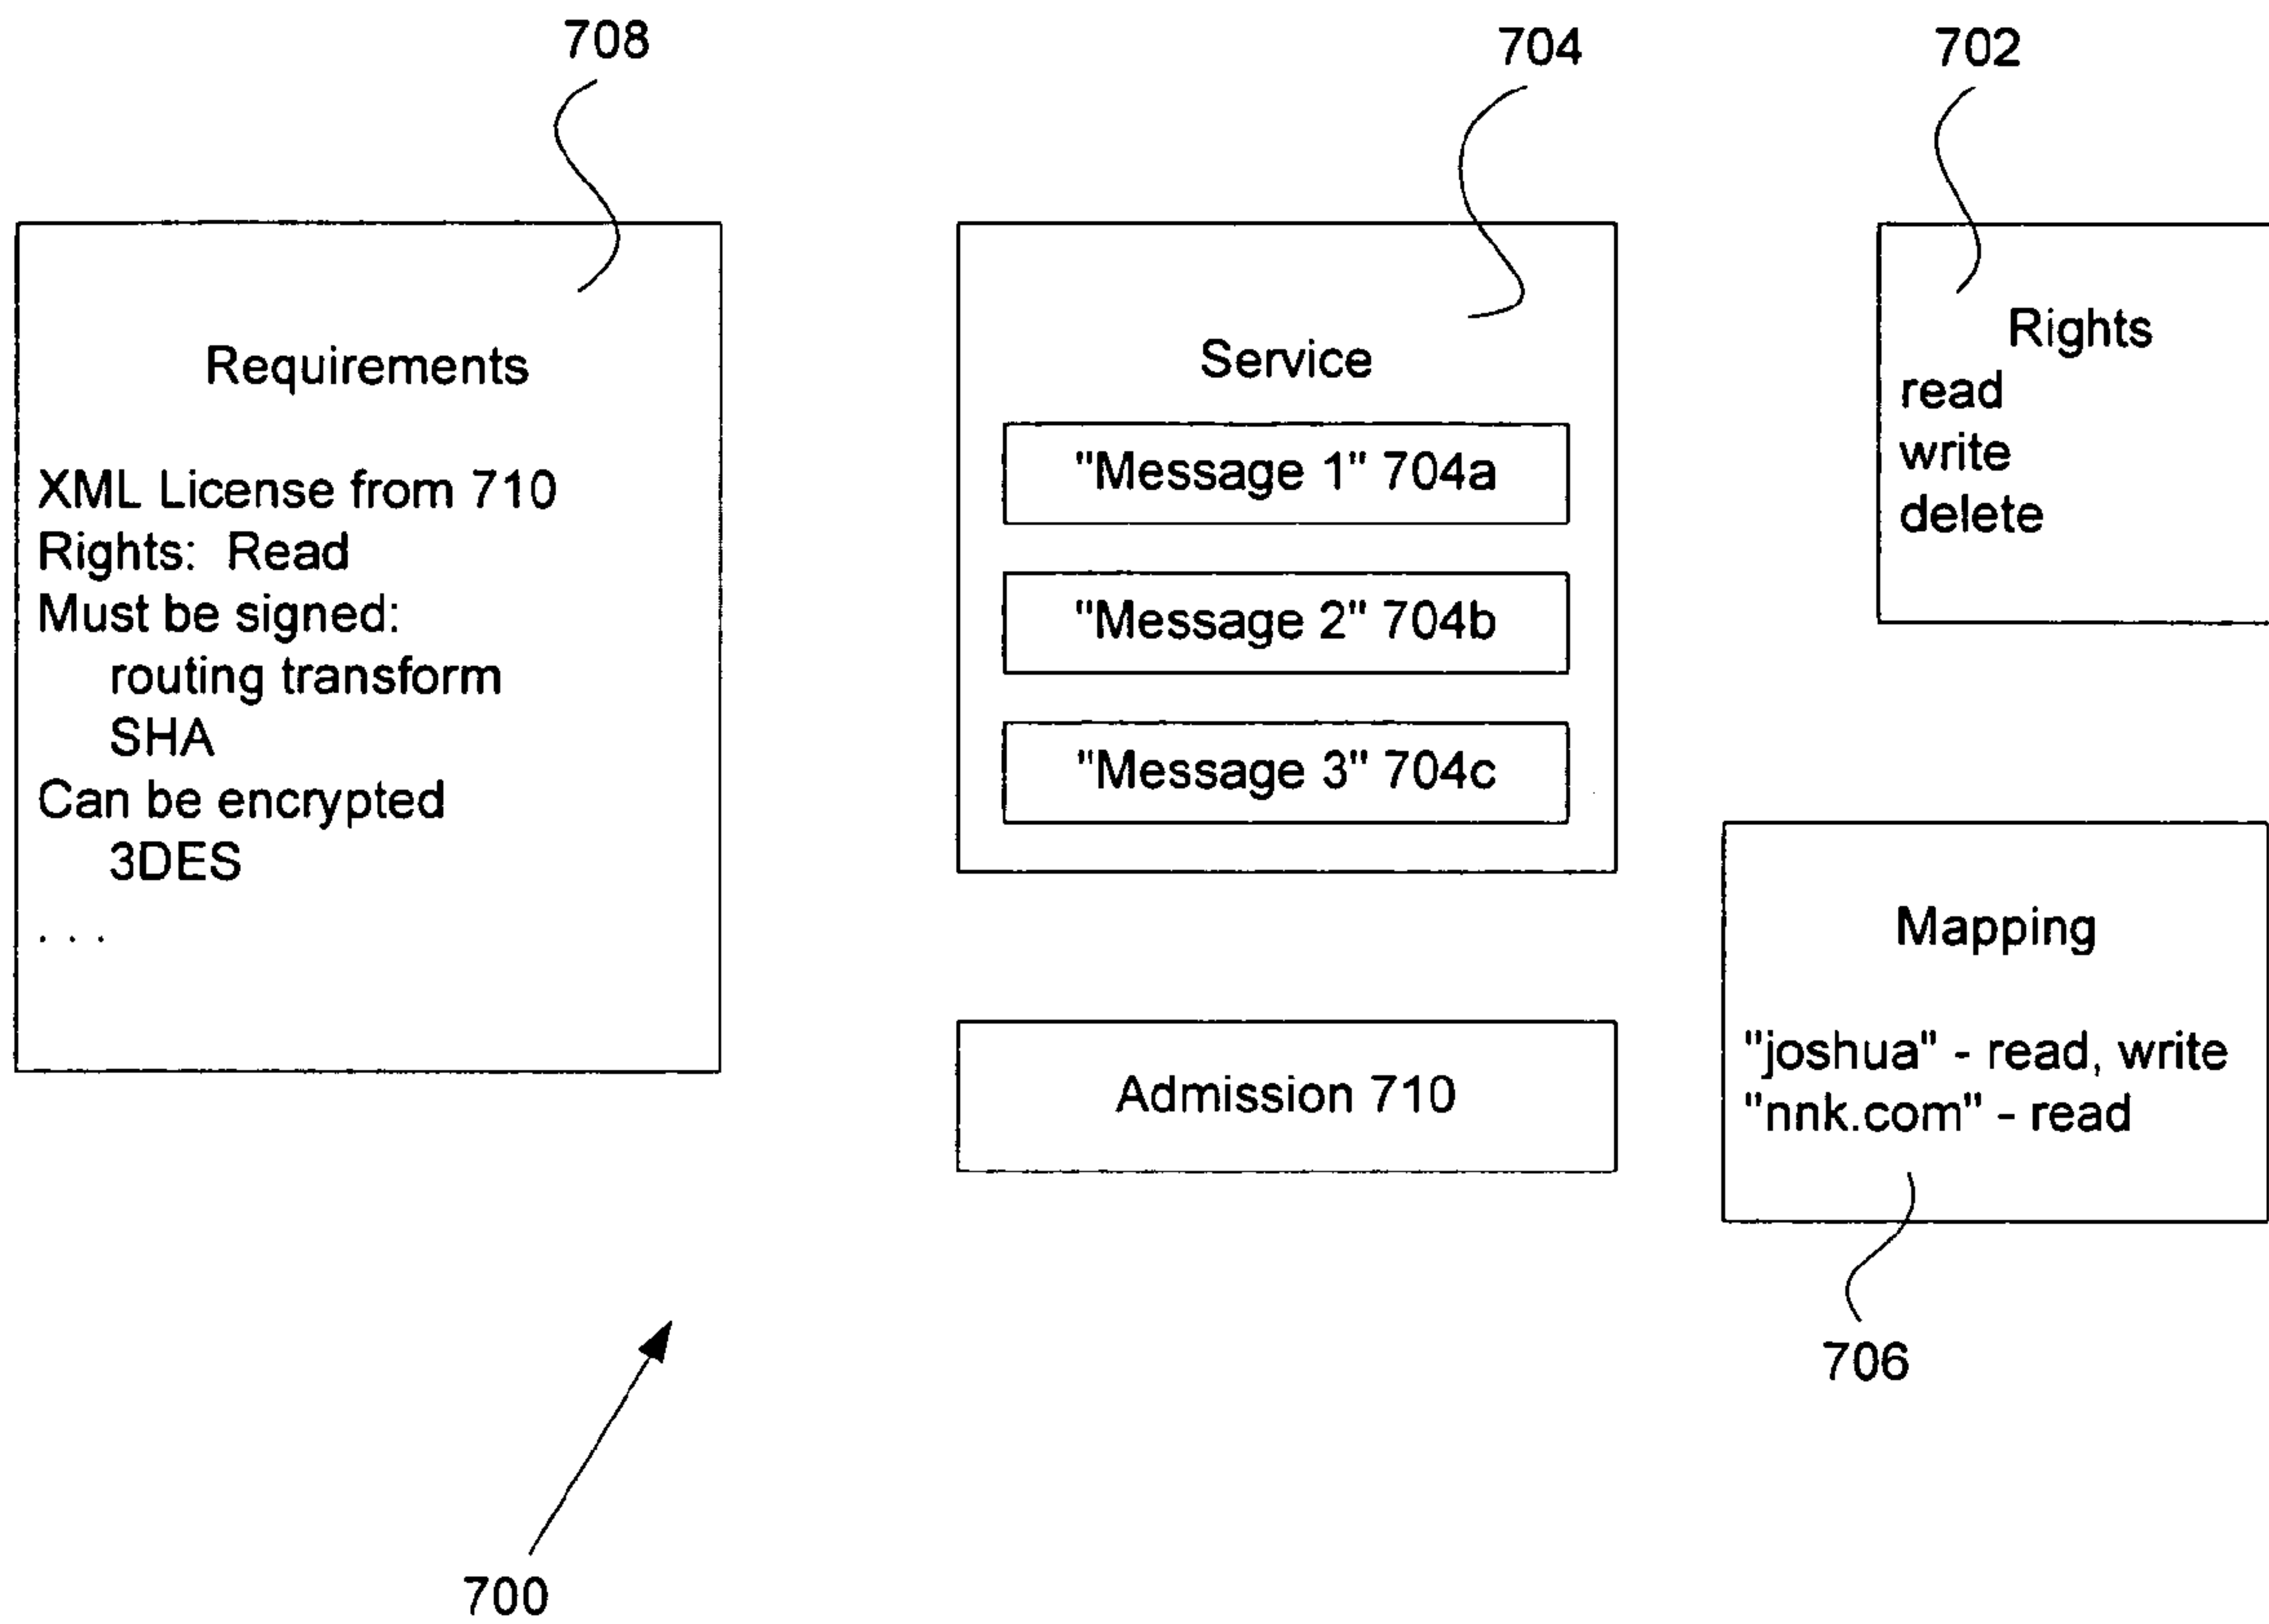 708
704
702
Requirements
XML License from 710
Rights: Read
Must be signed:
routing transform
SHA
Can be encrypted
3DES
. . .
Service
"Message 1" 704a
"Message 2" 704b
"Message 3" 704c
Rights
read
write
delete
Admission 710
Mapping
"joshua" - read, write
"nnk.com" - read
706
700